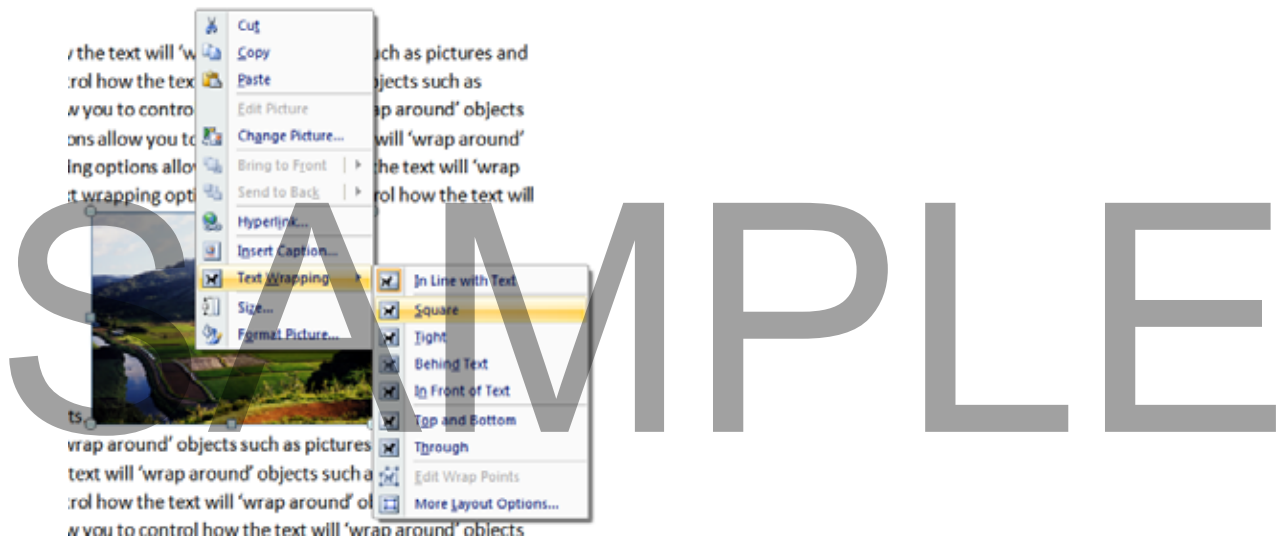 the text will ‘w
uch as pictures and
rol how the tex
bjects such as
w you to contro
ap around’ objects
ons allow you to
will ‘wrap around’
ing options allo
the text will ‘wrap
t wrapping opti
rol how the text will
Cut
Copy
Paste
Edit Picture
Change Picture...
Bring to Front
Send to Back
Hyperlink...
Insert Caption...
Text Wrapping
Size...
Format Picture...
In Line with Text
Square
Tight
Behind Text
In Front of Text
Top and Bottom
Through
Edit Wrap Points
More Layout Options...
SAMPLE
ts
wrap around’ objects such as pictures
text will ‘wrap around’ objects such a
rol how the text will ‘wrap around’ o
w you to control how the text will ‘wrap around’ objects